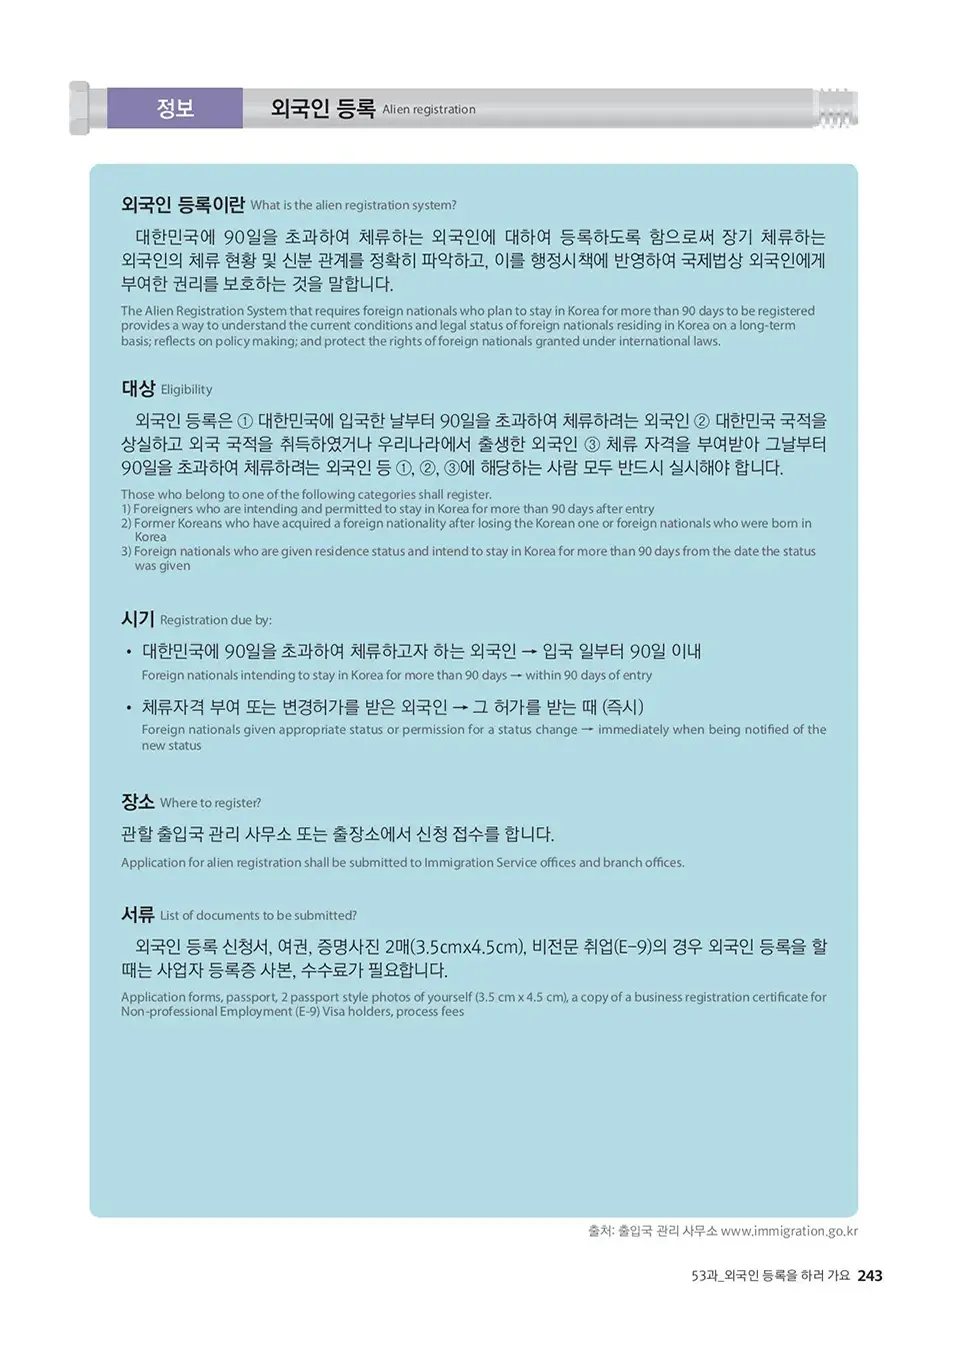 정보
외국인 등록 Alien registration
외국인 등록이란 What is the alien registration system?
대한민국에 90일을 초과하여 체류하는 외국인에 대하여 등록하도록 함으로써 장기 체류하는
외국인의 체류 현황 및 신분 관계를 정확히 파악하고, 이를 행정시책에 반영하여 국제법상 외국인에게
부여한 권리를 보호하는 것을 말합니다.
The Alien Registration System that requires foreign nationals who plan to stay in Korea for more than 90 days to be registered
provides a way to understand the current conditions and legal status of foreign nationals residing in Korea on a long-term
basis; reflects on policy making; and protect the rights of foreign nationals granted under international laws.
대상 Eligibility
외국인 등록은 ① 대한민국에 입국한 날부터 90일을 초과하여 체류하려는 외국인 ② 대한민국 국적을
상실하고 외국 국적을 취득하였거나 우리나라에서 출생한 외국인 ③ 체류 자격을 부여받아 그날부터
90일을 초과하여 체류하려는 외국인 등 ①, ②, ③에 해당하는 사람 모두 반드시 실시해야 합니다.
Those who belong to one of the following categories shall register.
1) Foreigners who are intending and permitted to stay in Korea for more than 90 days after entry
2) Former Koreans who have acquired a foreign nationality after losing the Korean one or foreign nationals who were born in
Korea
3) Foreign nationals who are given residence status and intend to stay in Korea for more than 90 days from the date the status
was given
시기 Registration due by:
• 대한민국에 90일을 초과하여 체류하고자 하는 외국인 → 입국 일부터 90일 이내
Foreign nationals intending to stay in Korea for more than 90 days → within 90 days of entry
• 체류자격 부여 또는 변경허가를 받은 외국인 → 그 허가를 받는 때 (즉시)
Foreign nationals given appropriate status or permission for a status change → immediately when being notified of the
new status
장소 Where to register?
관할 출입국 관리 사무소 또는 출장소에서 신청 접수를 합니다.
Application for alien registration shall be submitted to Immigration Service offices and branch offices.
서류 List of documents to be submitted?
외국인 등록 신청서, 여권, 증명사진 2매(3.5cmx4.5cm), 비전문 취업(E-9)의 경우 외국인 등록을 할
때는 사업자 등록증 사본, 수수료가 필요합니다.
Application forms, passport, 2 passport style photos of yourself (3.5 cm x 4.5 cm), a copy of a business registration certificate for
Non-professional Employment (E-9) Visa holders, process fees
출처: 출입국 관리 사무소 www.immigration.go.kr
53과_외국인 등록을 하러 가요 243